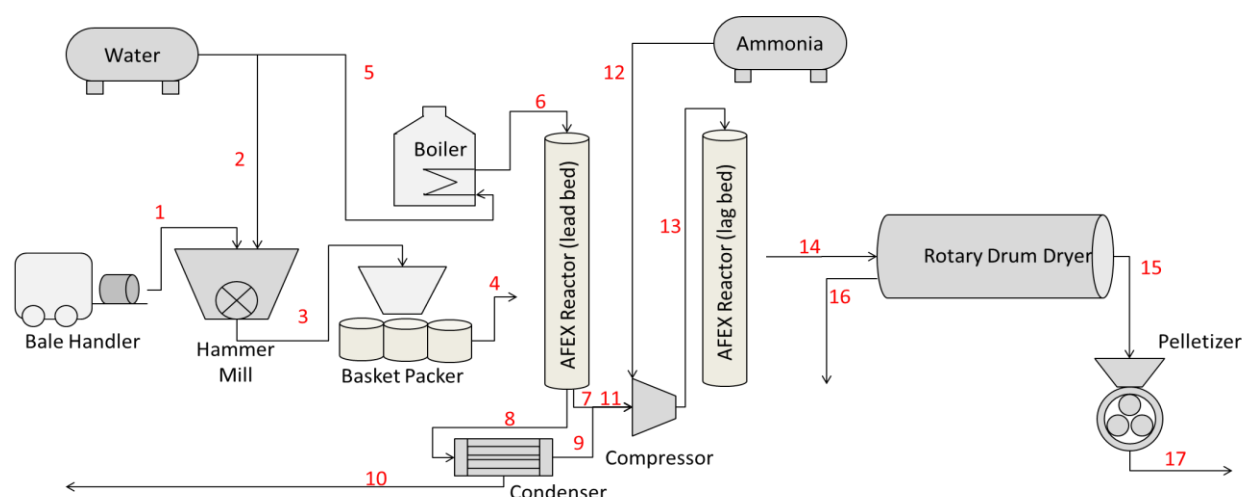 Water
Ammonia
5
12
6
Boiler
2
AFEX Reactor (lead bed)
AFEX Reactor (lag bed)
1
13
14
Rotary Drum Dryer
15
4
16
3
Bale Handler
Hammer
Mill
Basket Packer
Pelletizer
7 11
8
9
Compressor
10
Condenser
17